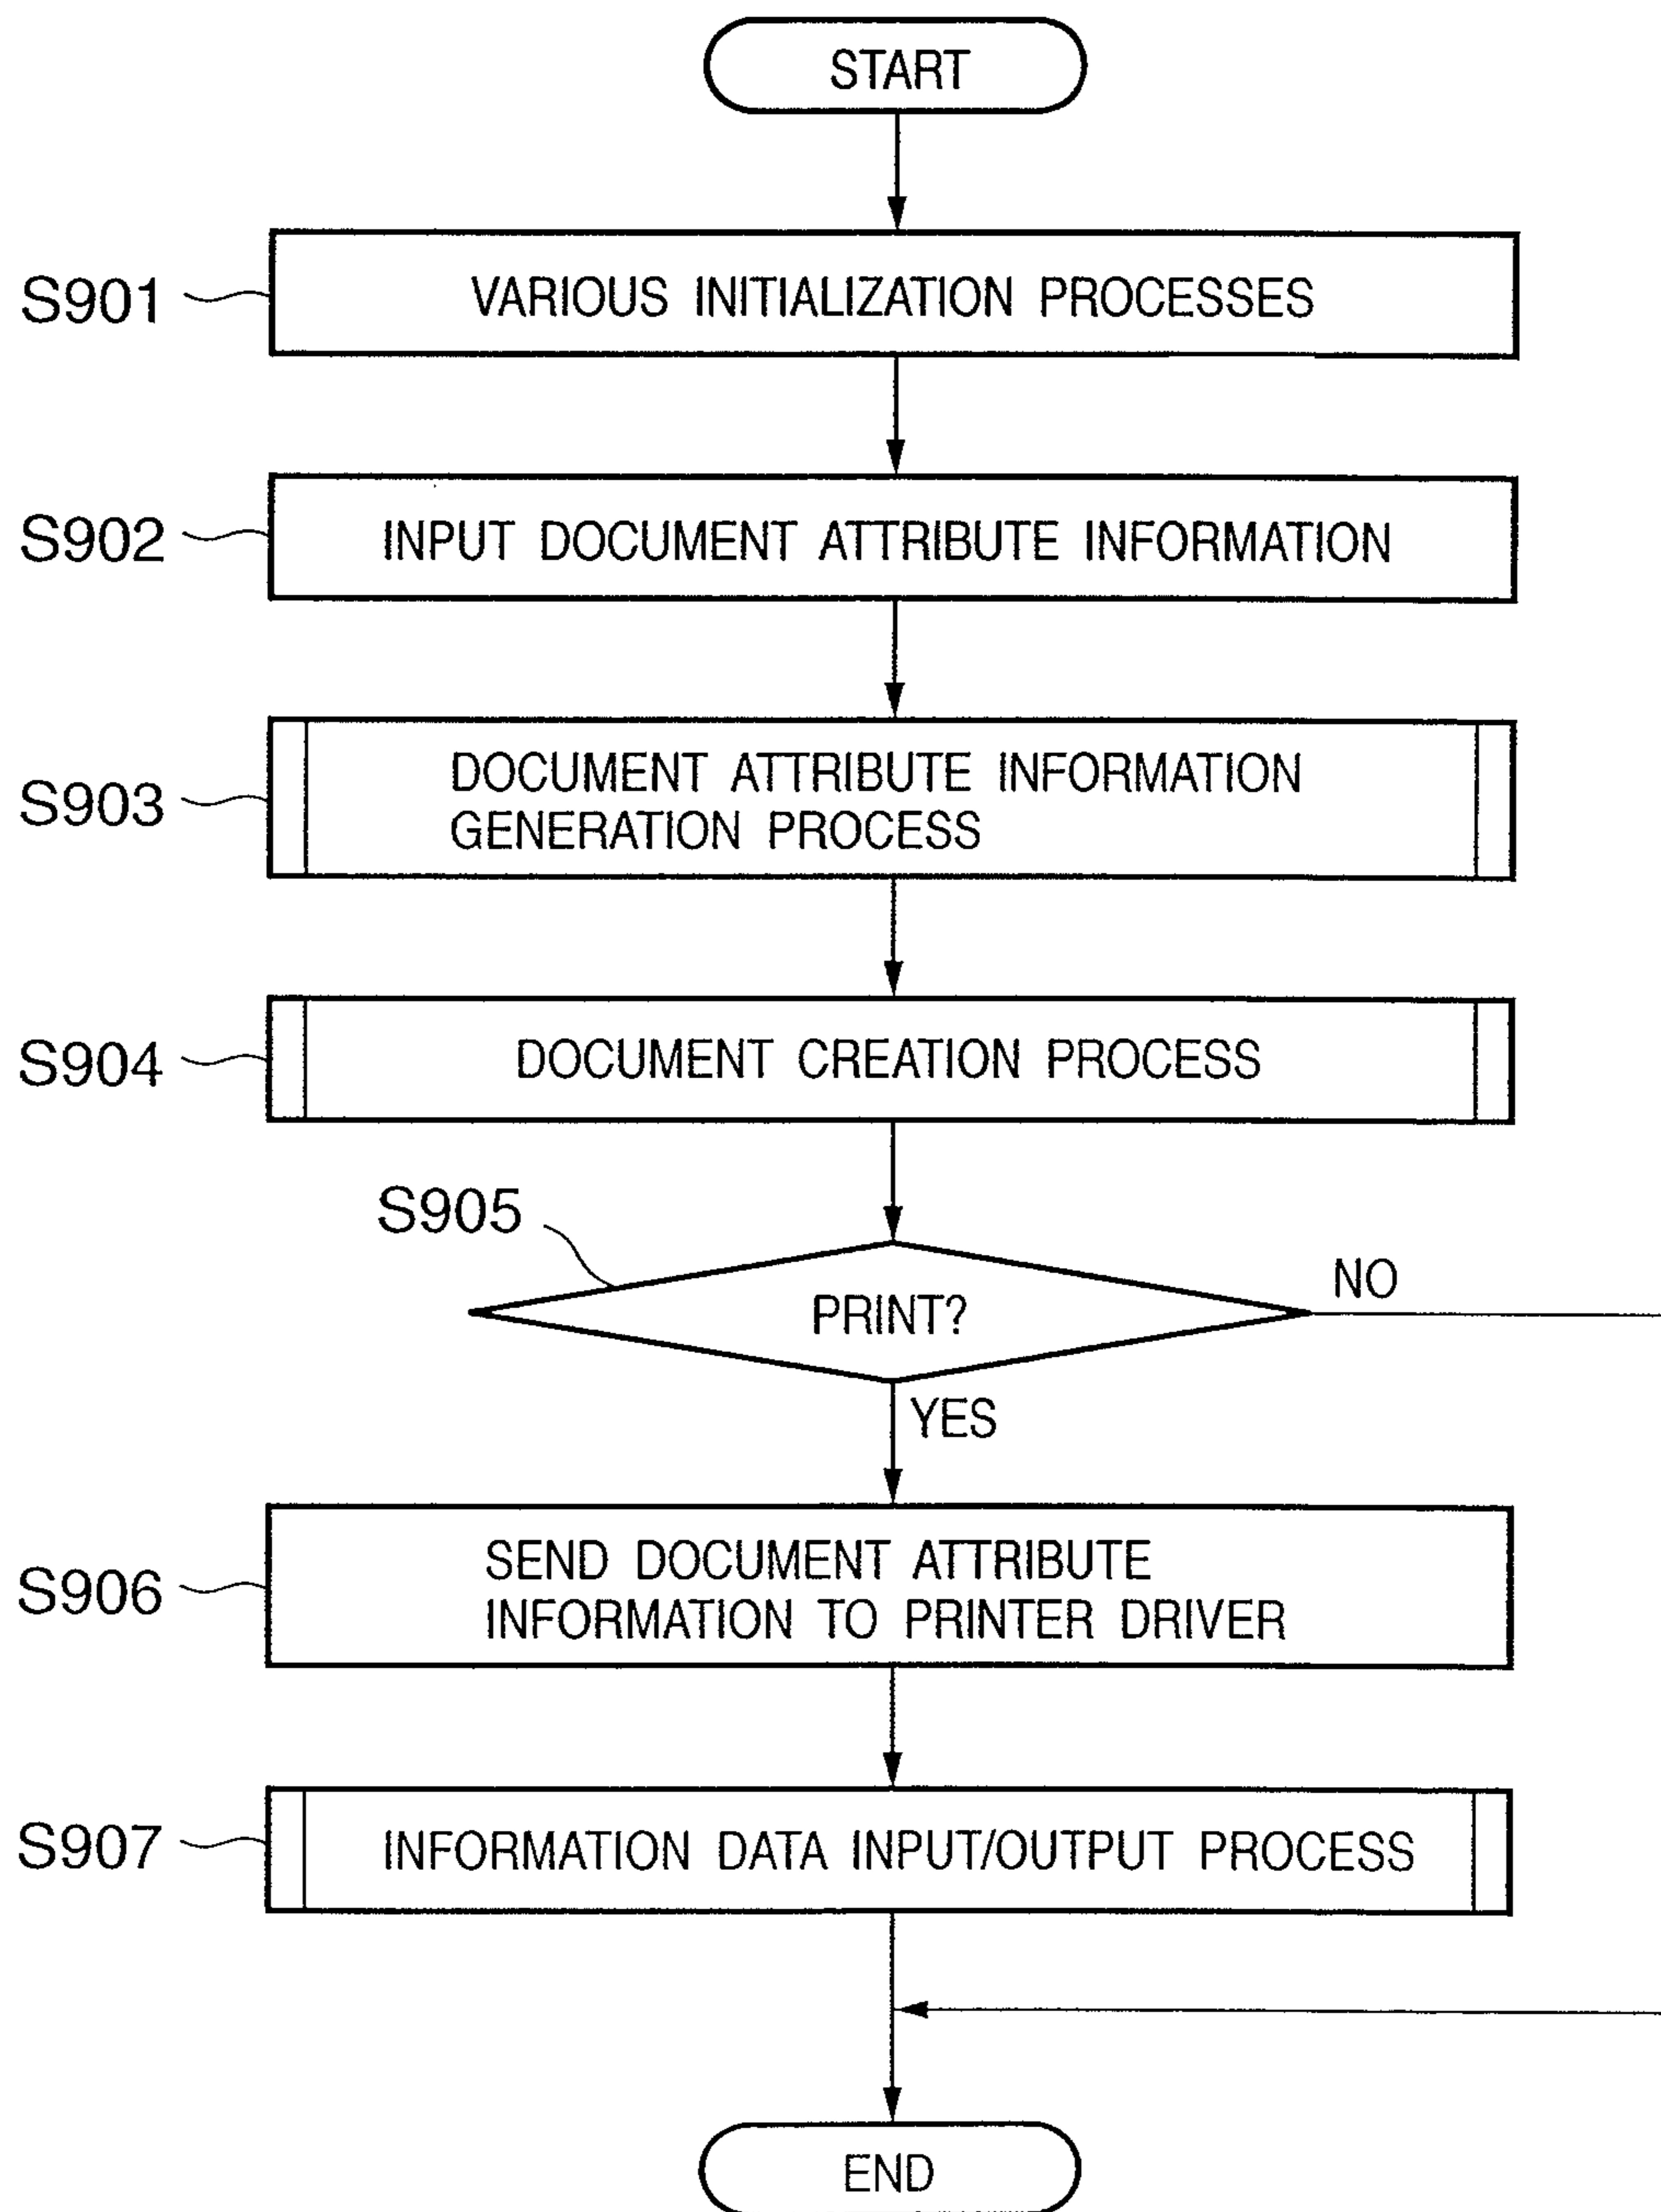 START
S901
VARIOUS INITIALIZATION PROCESSES
S902
INPUT DOCUMENT ATTRIBUTE INFORMATION
S903
DOCUMENT ATTRIBUTE INFORMATION
GENERATION PROCESS
S904
DOCUMENT CREATION PROCESS
S905
PRINT?
NO
YES
S906
SEND DOCUMENT ATTRIBUTE
INFORMATION TO PRINTER DRIVER
S907
INFORMATION DATA INPUT/OUTPUT PROCESS
END